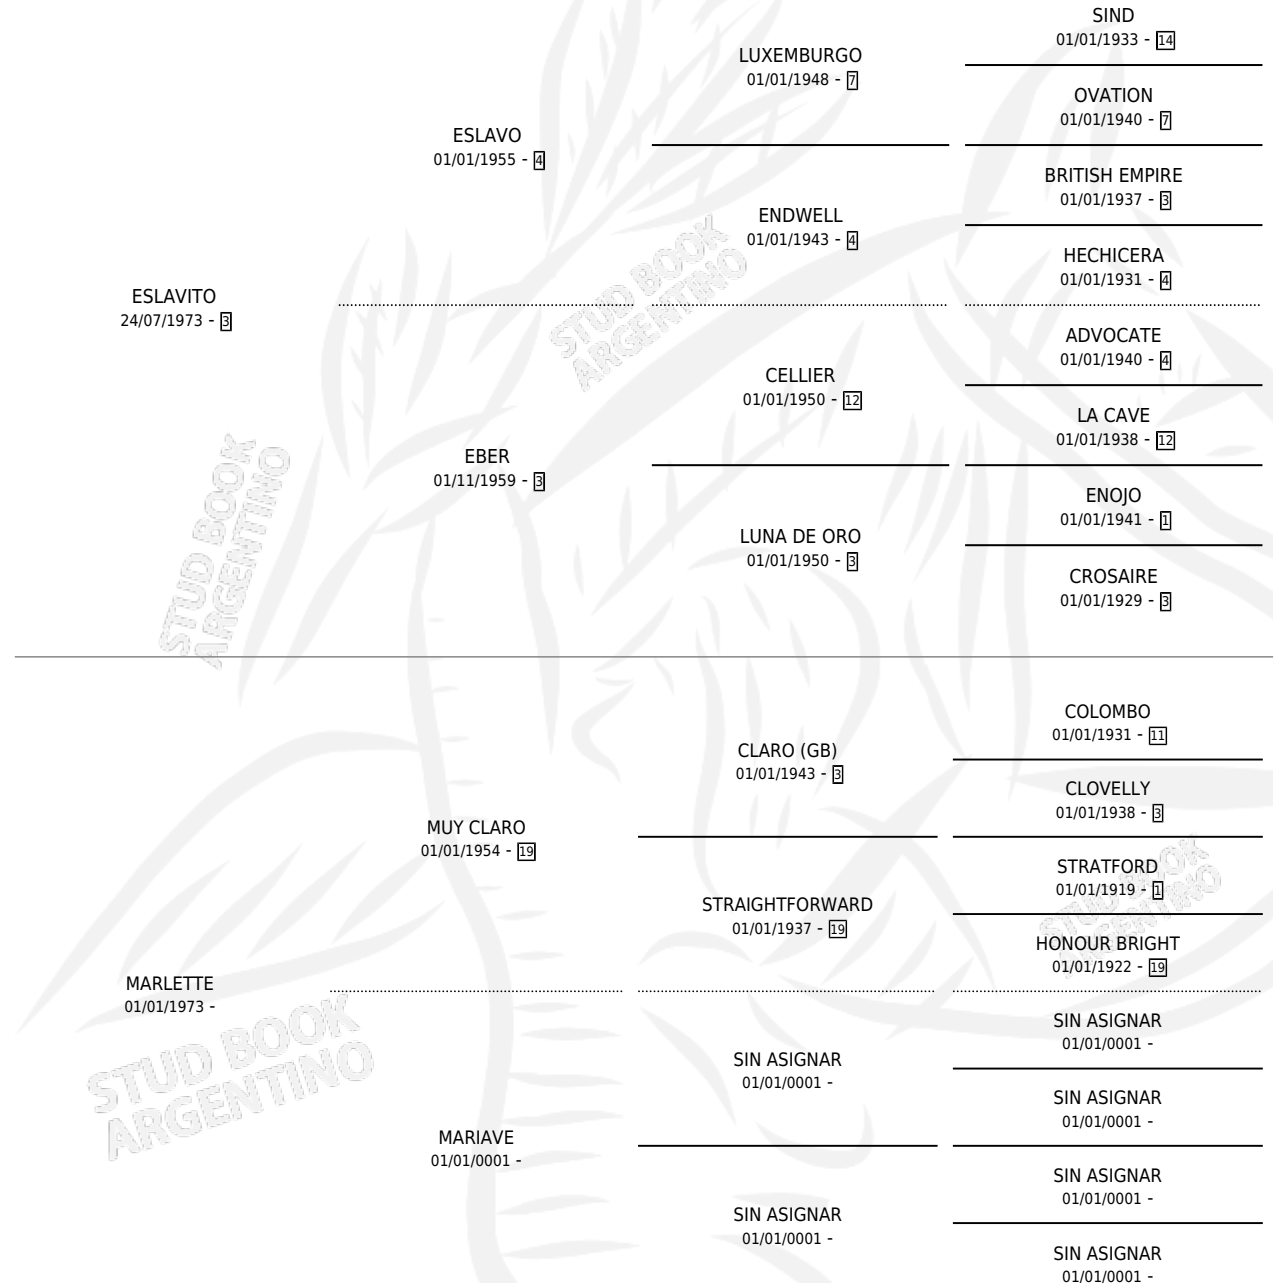 SIND
01/01/1933 - 14
LUXEMBURGO
01/01/1948 - 7
OVATION
01/01/1940 - 7
ESLAVO
01/01/1955 - 4
BRITISH EMPIRE
01/01/1937 - 3
ENDWELL
01/01/1943 - 4
HECHICERA
01/01/1931 - 4
ESLAVITO
24/07/1973 - 3
ADVOCATE
01/01/1940 - 4
CELLIER
01/01/1950 - 12
LA CAVE
01/01/1938 - 12
EBER
01/11/1959 - 3
ENOJO
01/01/1941 - 1
LUNA DE ORO
01/01/1950 - 3
CROSAIRE
01/01/1929 - 3
COLOMBO
01/01/1931 - 11
CLARO (GB)
01/01/1943 - 3
CLOVELLY
01/01/1938 - 3
MUY CLARO
01/01/1954 - 19
STRATFORD
01/01/1919 - 1
STRAIGHTFORWARD
01/01/1937 - 19
HONOUR BRIGHT
01/01/1922 - 19
MARLETTE
01/01/1973 -
SIN ASIGNAR
01/01/0001 -
SIN ASIGNAR
01/01/0001 -
SIN ASIGNAR
01/01/0001 -
MARIAVE
01/01/0001 -
SIN ASIGNAR
01/01/0001 -
SIN ASIGNAR
01/01/0001 -
SIN ASIGNAR
01/01/0001 -
STUD BOOK
ARGENTINO
STUD BOOK
ARGENTINO
STUD BOOK
ARGENTINO
STUD BOOK
ARGENTINO